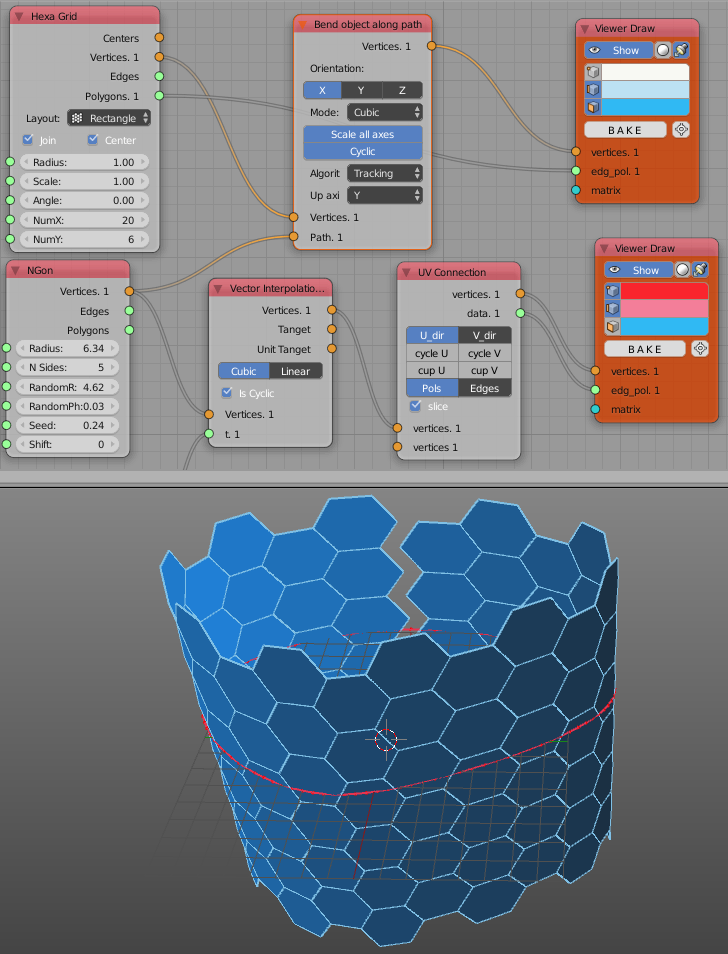 Hexa Grid
Centers
Vertices. 1
Edges
Polygons. 1
Layout: Rectangle
Join Center
Radius: 1.00
Scale: 1.00
Angle: 0.00
NumX: 20
NumY: 6
Bend object along path
Vertices. 1
Orientation:
X Y Z
Mode: Cubic
Scale all axes
Cyclic
Algorit Tracking
Up axi Y
Vertices. 1
Path. 1
Viewer Draw
Show
BAKE
vertices. 1
edg_pol. 1
matrix
NGon
Vertices. 1
Edges
Polygons
Radius: 6.34
N Sides: 5
RandomR: 4.62
RandomPh:0.03
Seed: 0.24
Shift: 0
Vector Interpolatio...
Vertices. 1
Tanget
Unit Tanget
Cubic Linear
Is Cyclic
Vertices. 1
t. 1
UV Connection
vertices. 1
data. 1
U_dir V_dir
cycle U cycle V
cup U cup V
Pols Edges
slice
vertices. 1
vertices 1
Viewer Draw
Show
BAKE
vertices. 1
edg_pol. 1
matrix